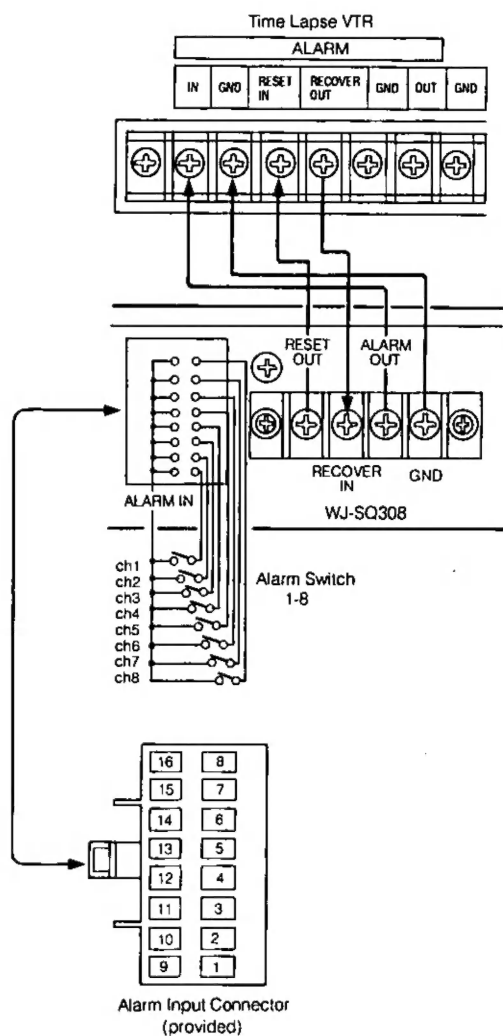 Time Lapse VTR
ALARM
IN GND RESET IN RECOVER OUT GND OUT GND
RESET OUT
ALARM OUT
RECOVER IN
GND
ALARM IN
WJ-SQ308
ch1
ch2
ch3
ch4
ch5
ch6
ch7
ch8
Alarm Switch
1-8
16 8
15 7
14 6
13 5
12 4
11 3
10 2
9 1
Alarm Input Connector
(provided)